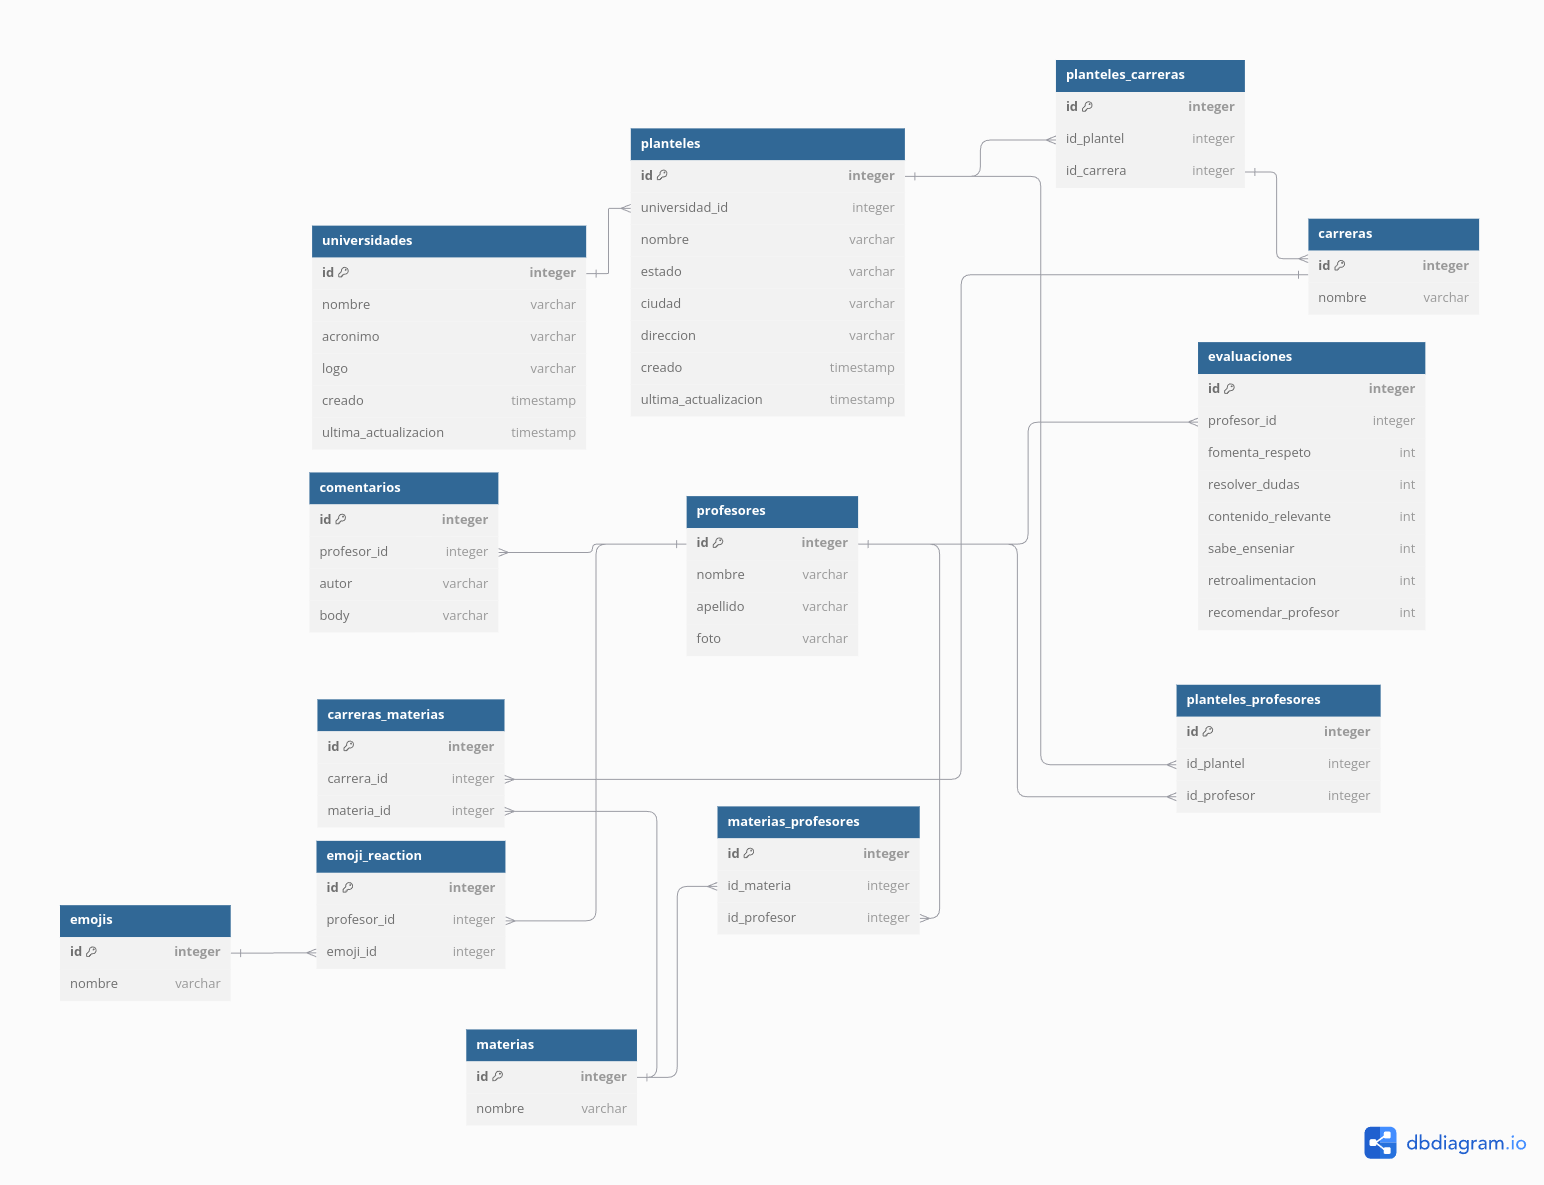 planteles_carreras
id integer
id_plantel integer
id_carrera integer
planteles
id integer
universidad_id integer
nombre varchar
estado varchar
ciudad varchar
direccion varchar
creado timestamp
ultima_actualizacion timestamp
universidades
id integer
nombre varchar
acronimo varchar
logo varchar
creado timestamp
ultima_actualizacion timestamp
carreras
id integer
nombre varchar
evaluaciones
id integer
profesor_id integer
fomenta_respeto int
resolver_dudas int
contenido_relevante int
sabe_enseniar int
retroalimentacion int
recomendar_profesor int
comentarios
id integer
profesor_id integer
autor varchar
body varchar
profesores
id integer
nombre varchar
apellido varchar
foto varchar
planteles_profesores
id integer
id_plantel integer
id_profesor integer
carreras_materias
id integer
carrera_id integer
materia_id integer
materias_profesores
id integer
id_materia integer
id_profesor integer
emoji_reaction
id integer
profesor_id integer
emoji_id integer
emojis
id integer
nombre varchar
materias
id integer
nombre varchar
dbdiagram.io